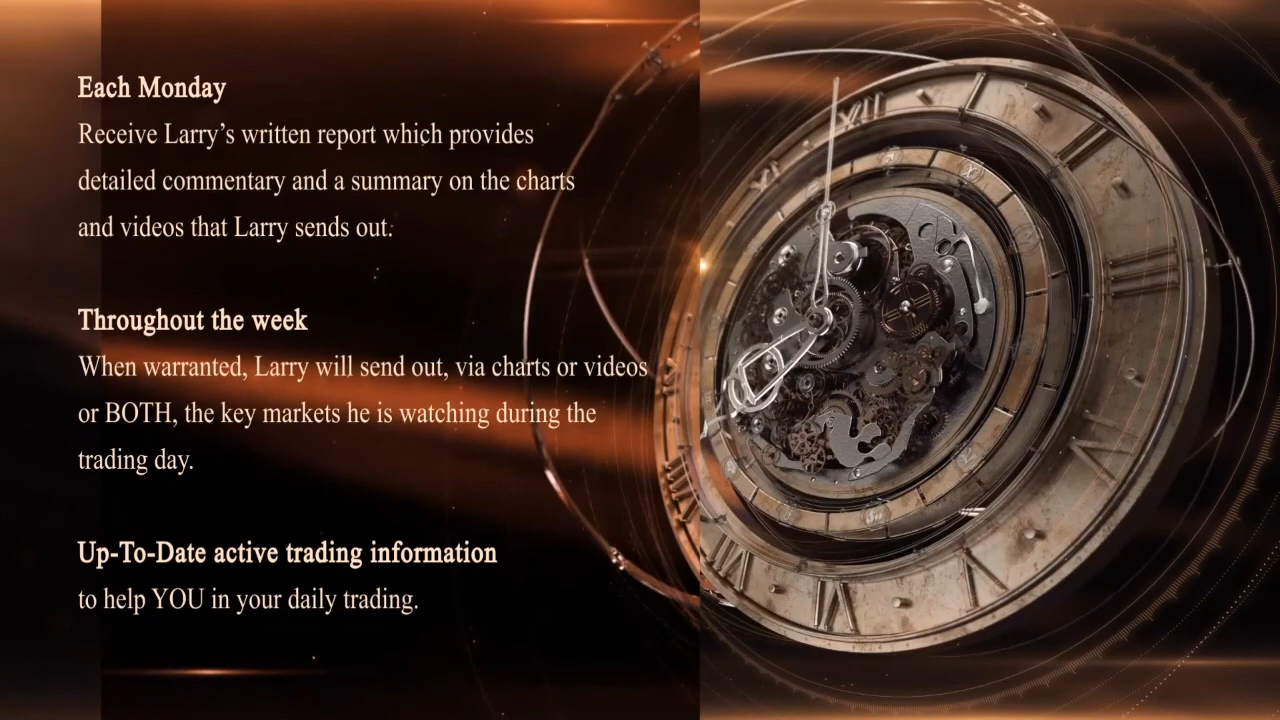 Each Monday
Receive Larry’s written report which provides
detailed commentary and a summary on the charts
and videos that Larry sends out.
Throughout the week
When warranted, Larry will send out, via charts or videos
or BOTH, the key markets he is watching during the
trading day.
Up-To-Date active trading information
to help YOU in your daily trading.